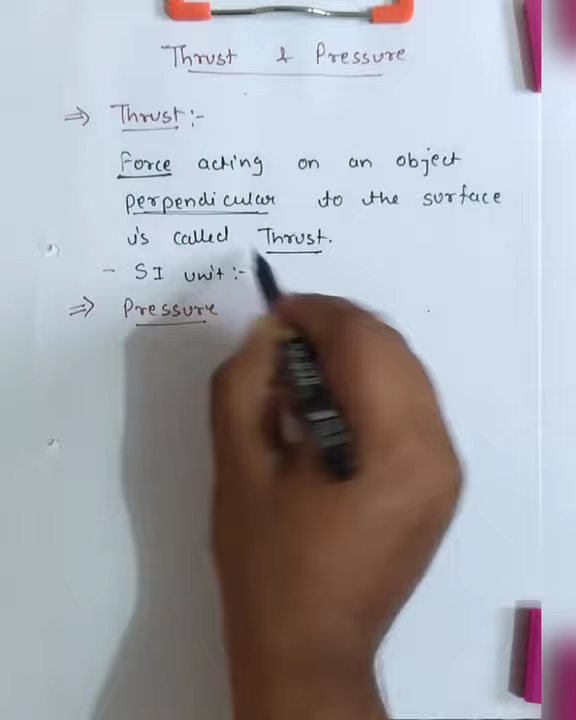 Thrust & Pressure
⇒ Thrust :-
Force acting on an object
perpendicular to the surface
is called Thrust.
- SI unit :-
⇒ Pressure